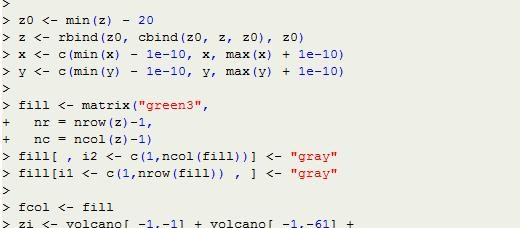 >
> z0 <- min(z) - 20
> z <- rbind(z0, cbind(z0, z, z0), z0)
> x <- c(min(x) - 1e-10, x, max(x) + 1e-10)
> y <- c(min(y) - 1e-10, y, max(y) + 1e-10)
>
> fill <- matrix("green3",
+   nr = nrow(z)-1,
+   nc = ncol(z)-1)
> fill[ , i2 <- c(1,ncol(fill))] <- "gray"
> fill[i1 <- c(1,nrow(fill)) , ] <- "gray"
>
> fcol <- fill
> zi <- volcano[ -1,-1] + volcano[ -1,-61] +